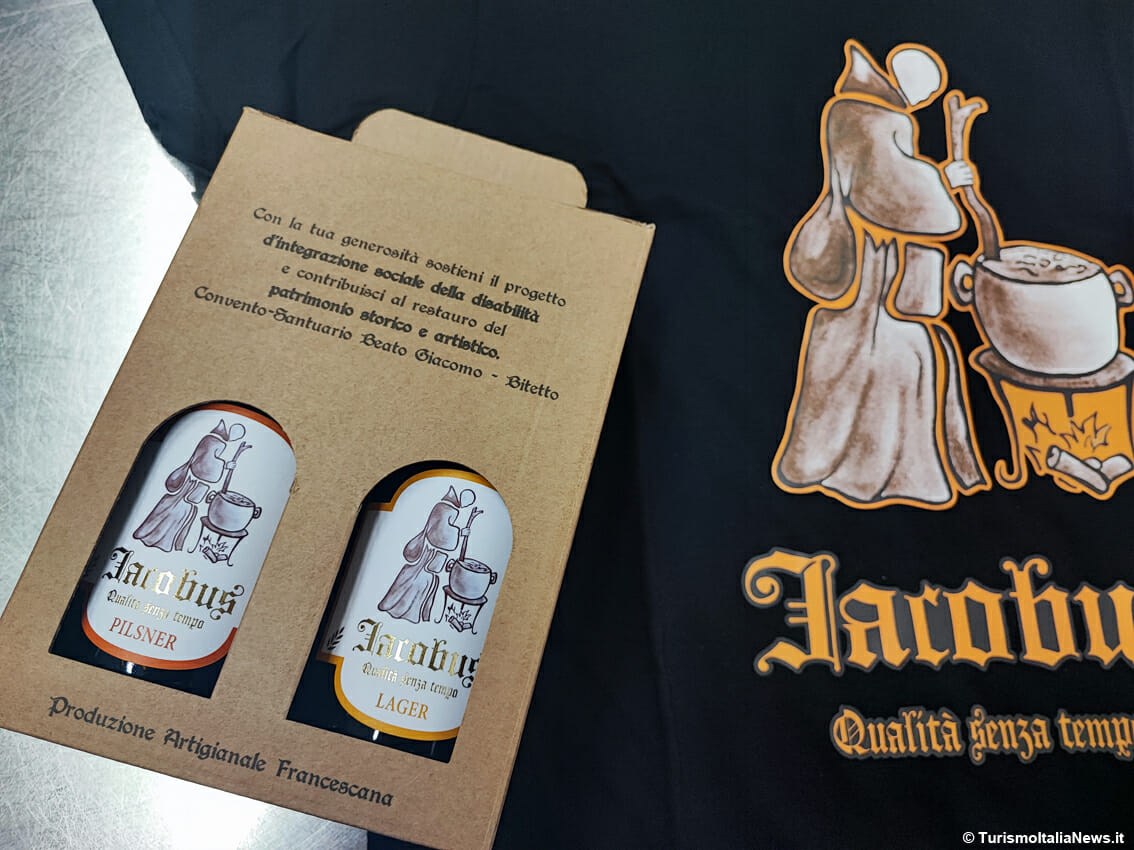 Con la tua generosità sostieni il progetto
d'integrazione sociale della disabilità
e contribuisci al restauro del
patrimonio storico e artistico.
Convento-Santuario Beato Giacomo - Bitetto
Jacobus
Qualità senza tempo
PILSNER
Jacobus
Qualità senza tempo
LAGER
Produzione Artigianale Francescana
Jacobu
Qualità senza tempo
© TurismoItaliaNews.it